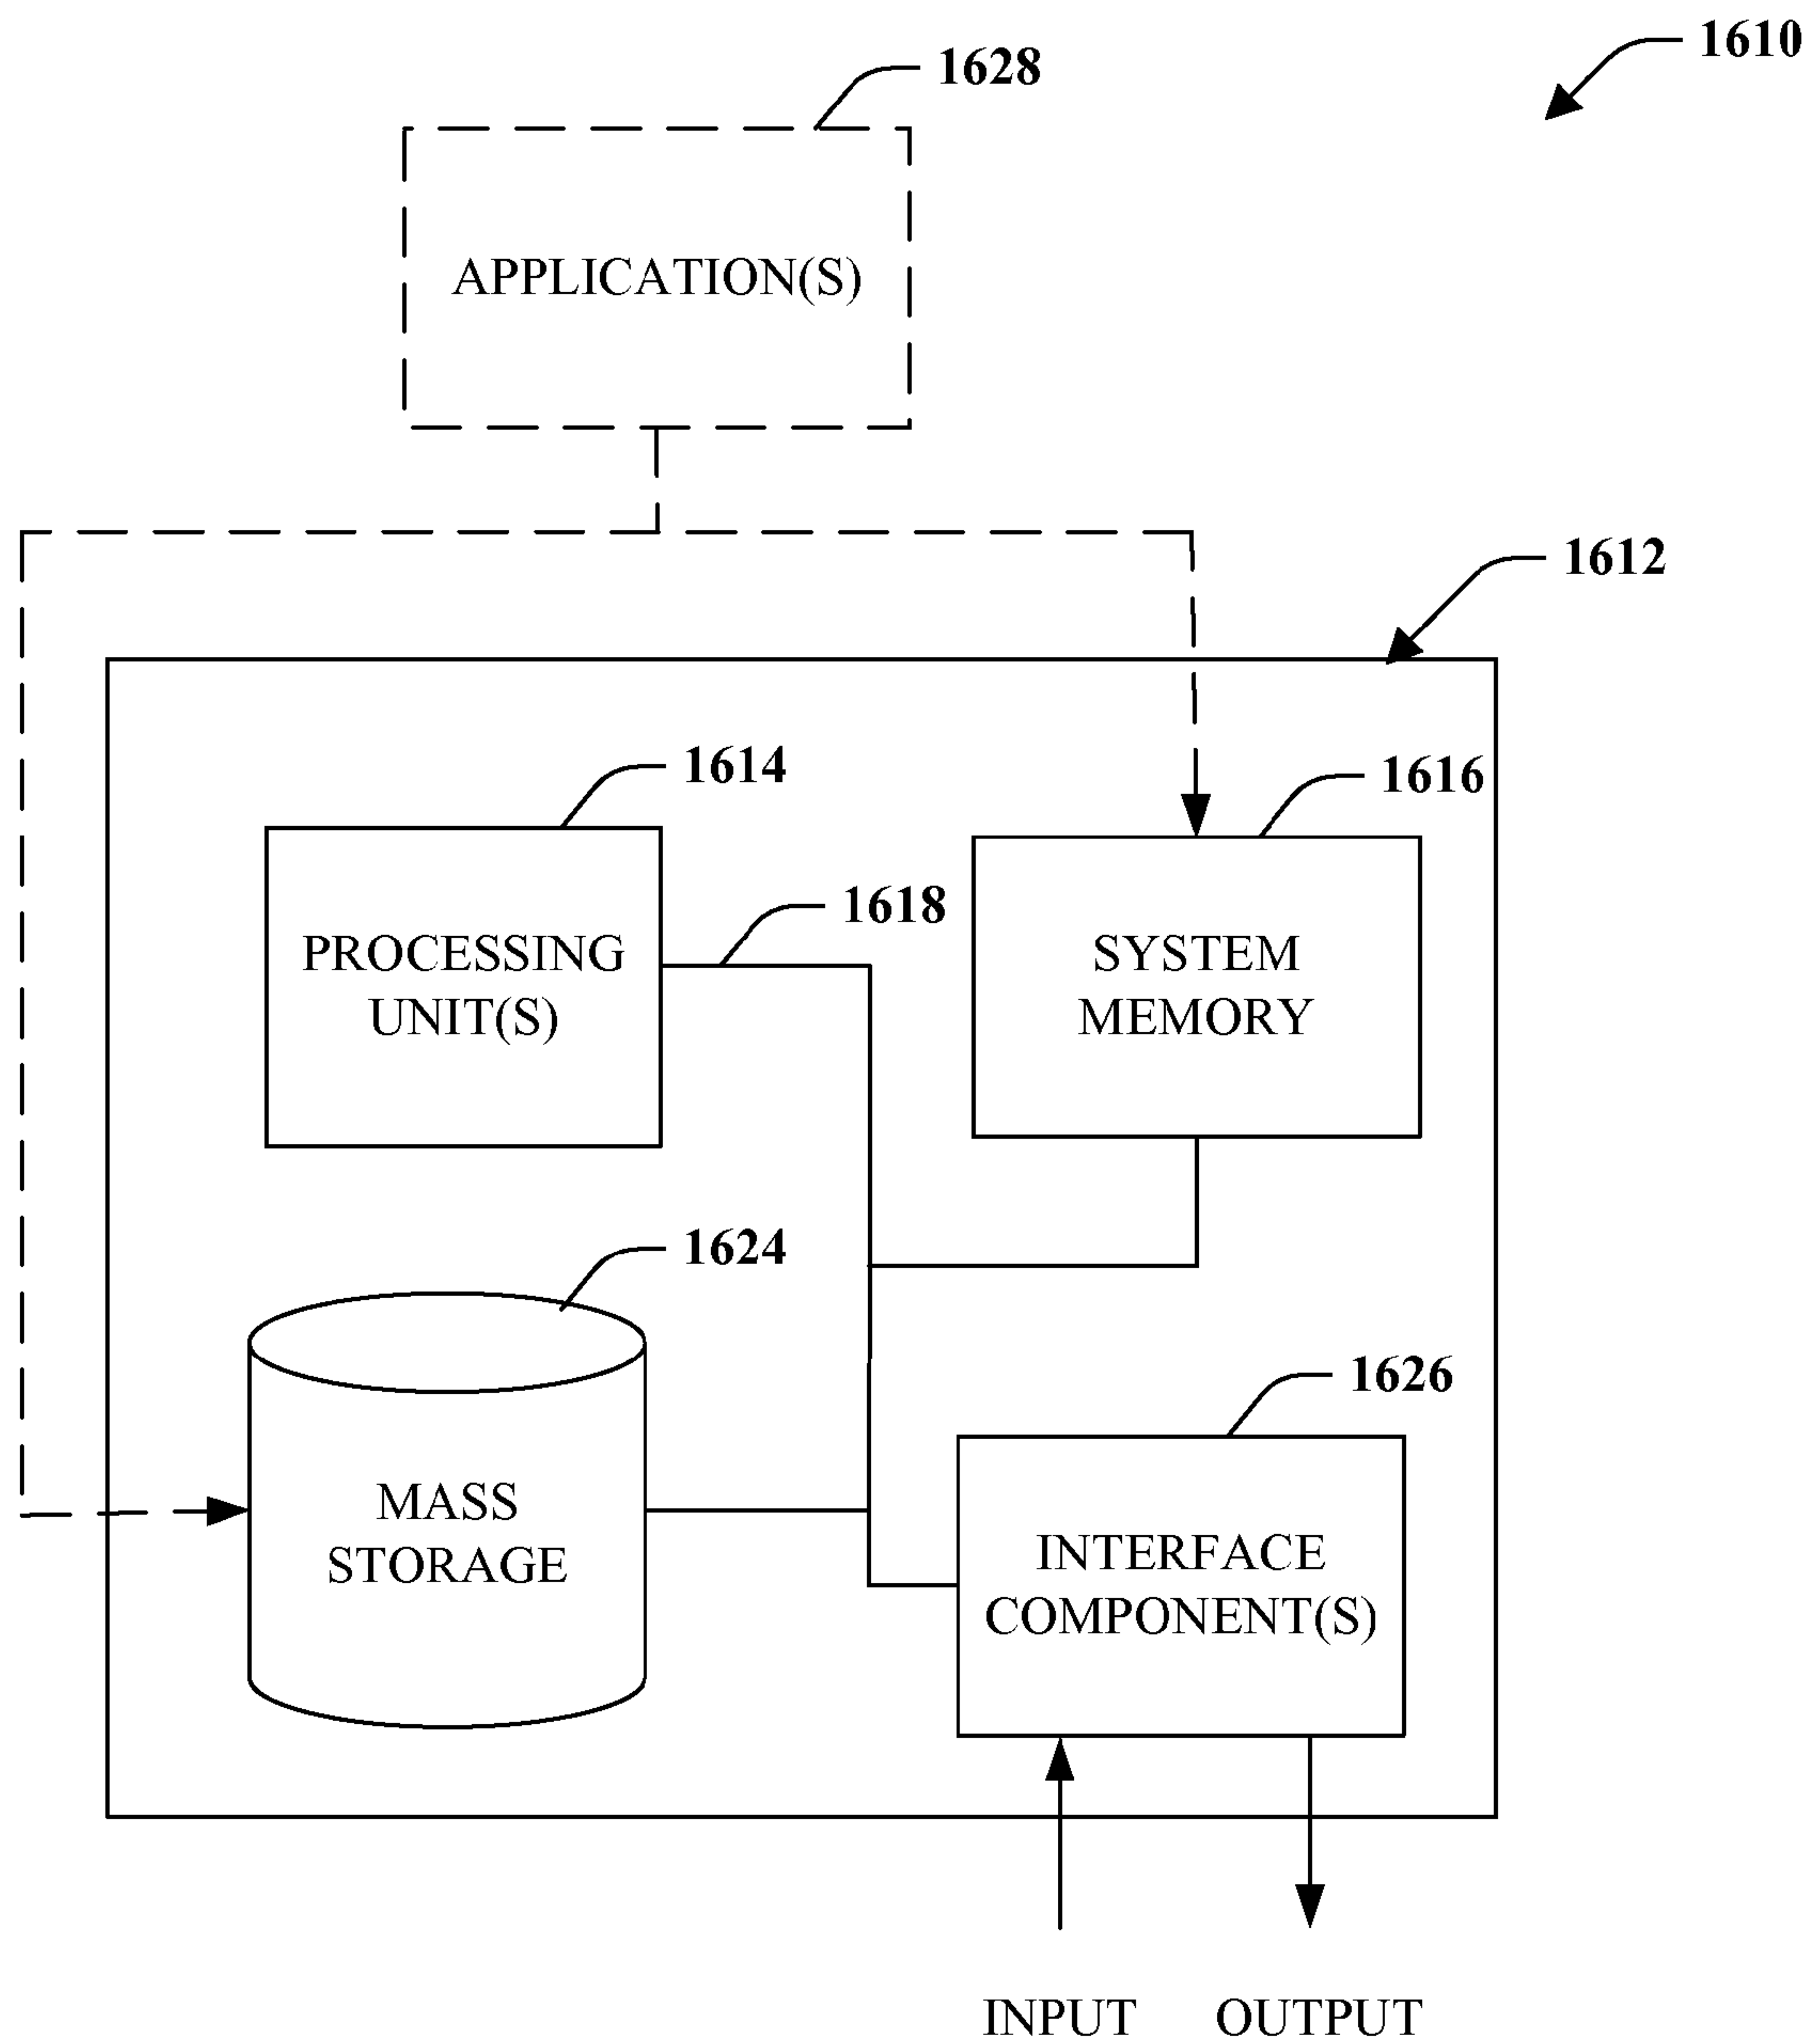 1610
1628
APPLICATION(S)
1612
1614
1616
1618
PROCESSING
UNIT(S)
SYSTEM
MEMORY
1624
1626
MASS
STORAGE
INTERFACE
COMPONENT(S)
INPUT
OUTPUT